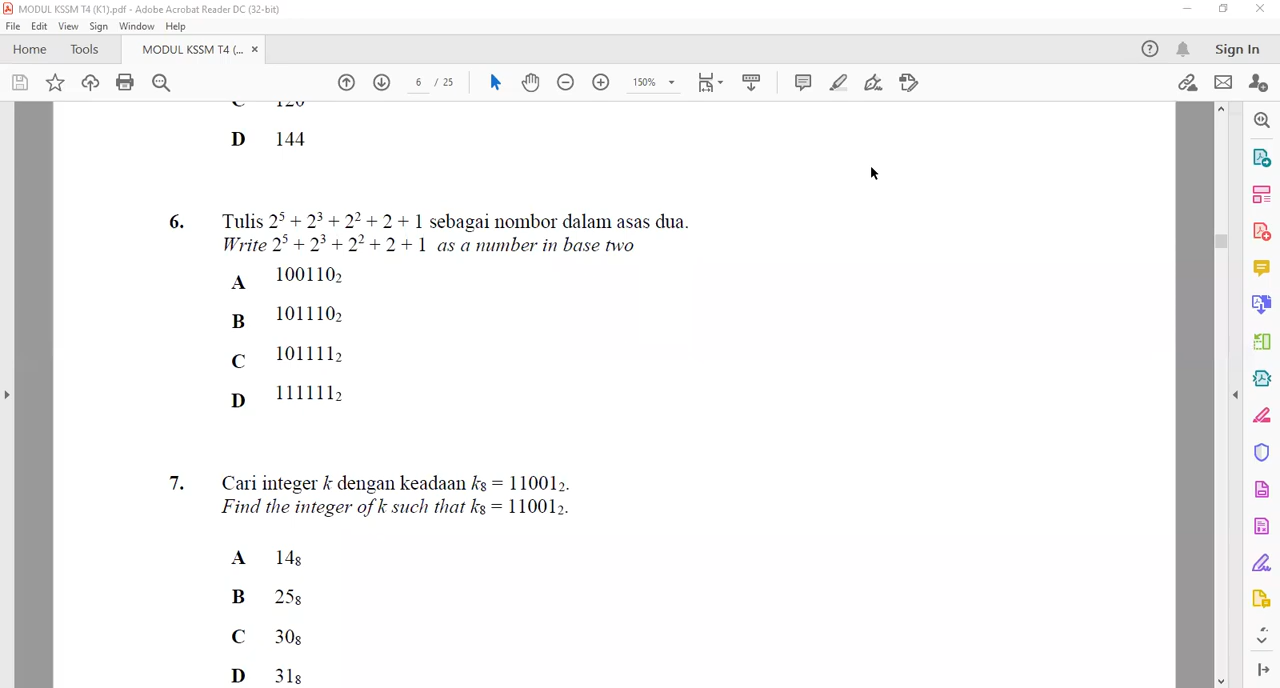 MODUL KSSM T4 (K1).pdf - Adobe Acrobat Reader DC (32-bit)
File Edit View Sign Window Help
Home Tools MODUL KSSM T4 (... × Sign In
6 / 25 150%
C 120
D 144
6. Tulis 2⁵ + 2³ + 2² + 2 + 1 sebagai nombor dalam asas dua.
Write 2⁵ + 2³ + 2² + 2 + 1 as a number in base two
A 100110₂
B 101110₂
C 101111₂
D 111111₂
7. Cari integer k dengan keadaan k₈ = 11001₂.
Find the integer of k such that k₈ = 11001₂.
A 14₈
B 25₈
C 30₈
D 31₈